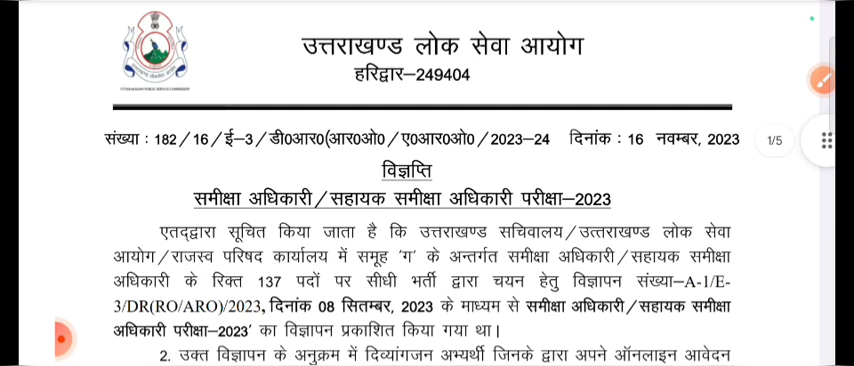 उत्तराखण्ड लोक सेवा आयोग
हरिद्वार–249404
UTTARAKHAND PUBLIC SERVICE COMMISSION
संख्या : 182 / 16 / ई–3 / डी0आर0(आर0ओ0 / ए0आर0ओ0 / 2023–24 दिनांक : 16 नवम्बर, 2023
1/5
विज्ञप्ति
समीक्षा अधिकारी / सहायक समीक्षा अधिकारी परीक्षा–2023
एतद्द्वारा सूचित किया जाता है कि उत्तराखण्ड सचिवालय / उत्तराखण्ड लोक सेवा
आयोग / राजस्व परिषद कार्यालय में समूह 'ग' के अन्तर्गत समीक्षा अधिकारी / सहायक समीक्षा
अधिकारी के रिक्त 137 पदों पर सीधी भर्ती द्वारा चयन हेतु विज्ञापन संख्या–A-1/E-
3/DR(RO/ARO)/2023, दिनांक 08 सितम्बर, 2023 के माध्यम से समीक्षा अधिकारी / सहायक समीक्षा
अधिकारी परीक्षा–2023' का विज्ञापन प्रकाशित किया गया था।
2. उक्त विज्ञापन के अनुक्रम में दिव्यांगजन अभ्यर्थी जिनके द्वारा अपने ऑनलाइन आवेदन